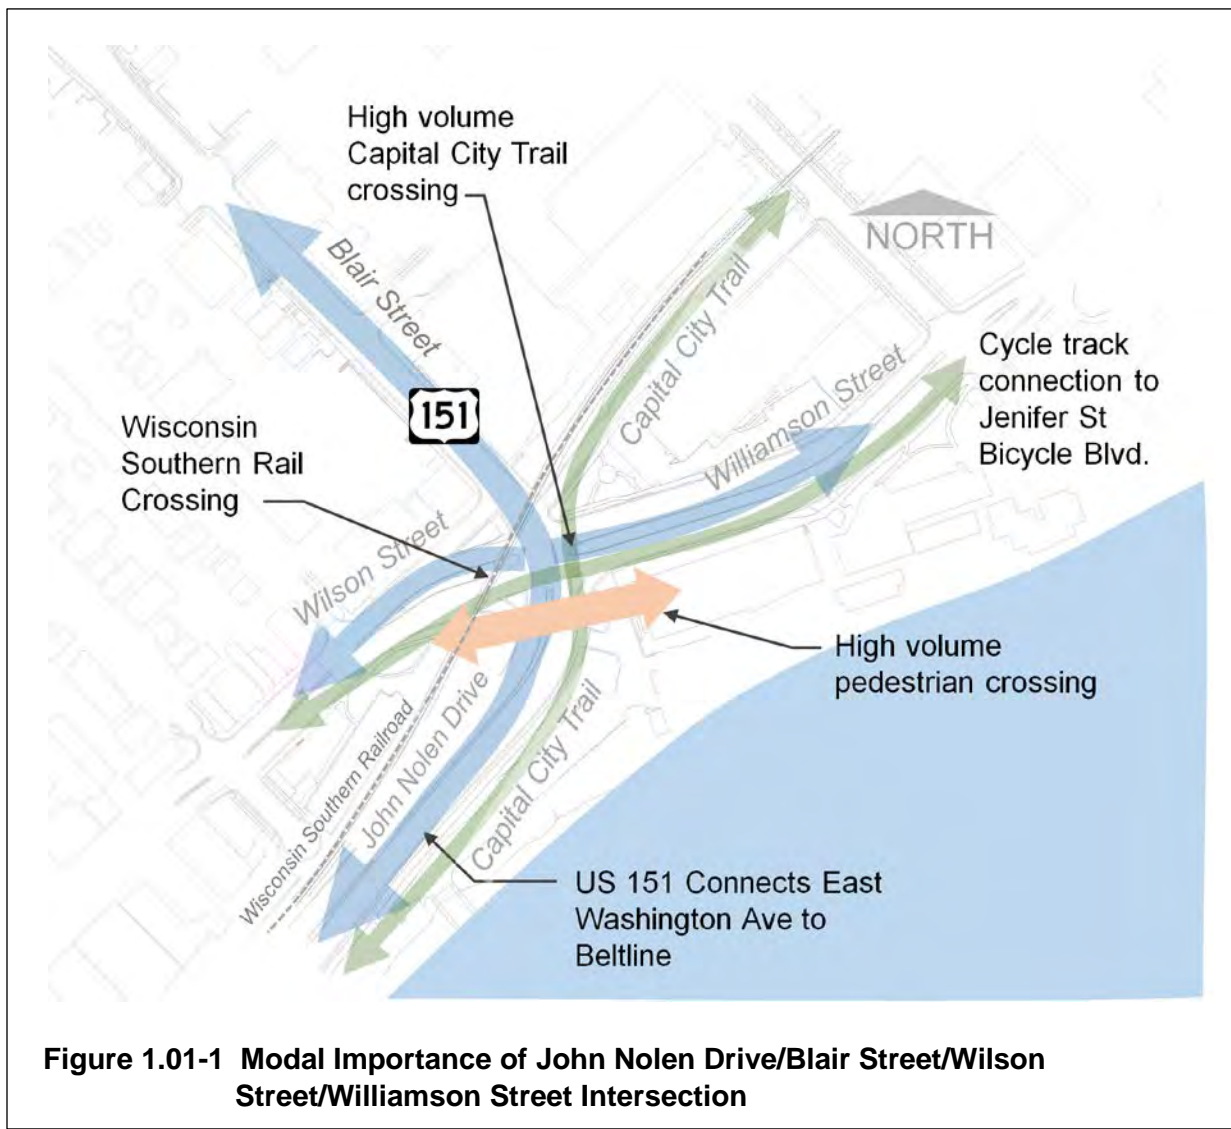 High volume
Capital City Trail
crossing
NORTH
Blair Street
151
Capital City Trail
Cycle track
connection to
Jenifer St
Bicycle Blvd.
Williamson Street
Wisconsin
Southern Rail
Crossing
Wilson Street
High volume
pedestrian crossing
John Nolen Drive
Wisconsin Southern Railroad
Capital City Trail
US 151 Connects East
Washington Ave to
Beltline
Figure 1.01-1 Modal Importance of John Nolen Drive/Blair Street/Wilson
Street/Williamson Street Intersection